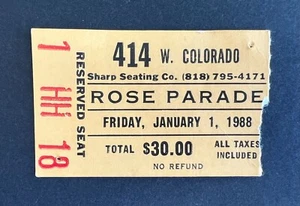 1 HH 18
RESERVED SEAT
414 W. COLORADO
Sharp Seating Co. (818) 795-4171
ROSE PARADE
FRIDAY, JANUARY 1, 1988
TOTAL $30.00 ALL TAXES INCLUDED
NO REFUND